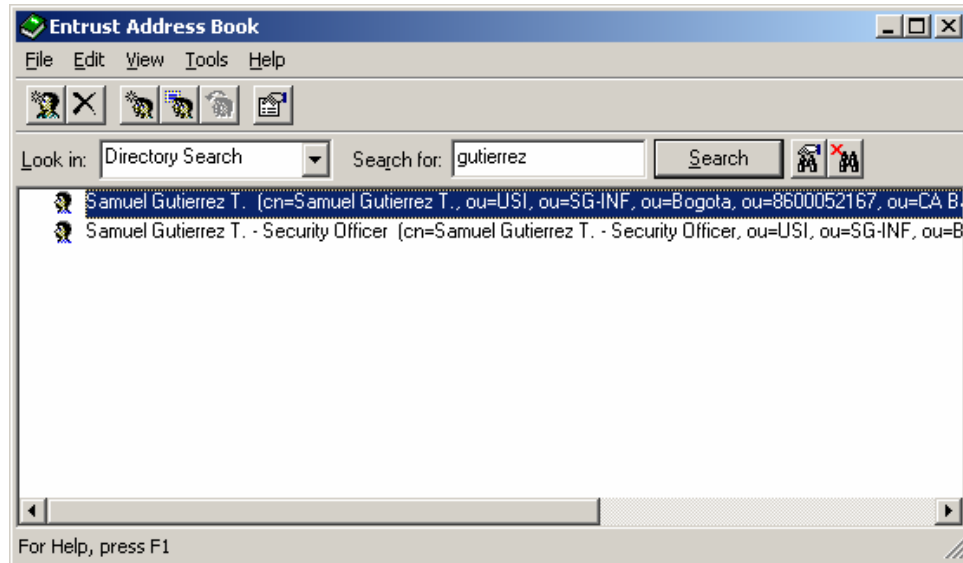 Entrust Address Book
File Edit View Tools Help
Look in: Directory Search Search for: gutierrez Search
Samuel Gutierrez T. (cn=Samuel Gutierrez T., ou=USI, ou=SG-INF, ou=Bogota, ou=8600052167, ou=CA
Samuel Gutierrez T. - Security Officer (cn=Samuel Gutierrez T. - Security Officer, ou=USI, ou=SG-INF, ou=B
For Help, press F1